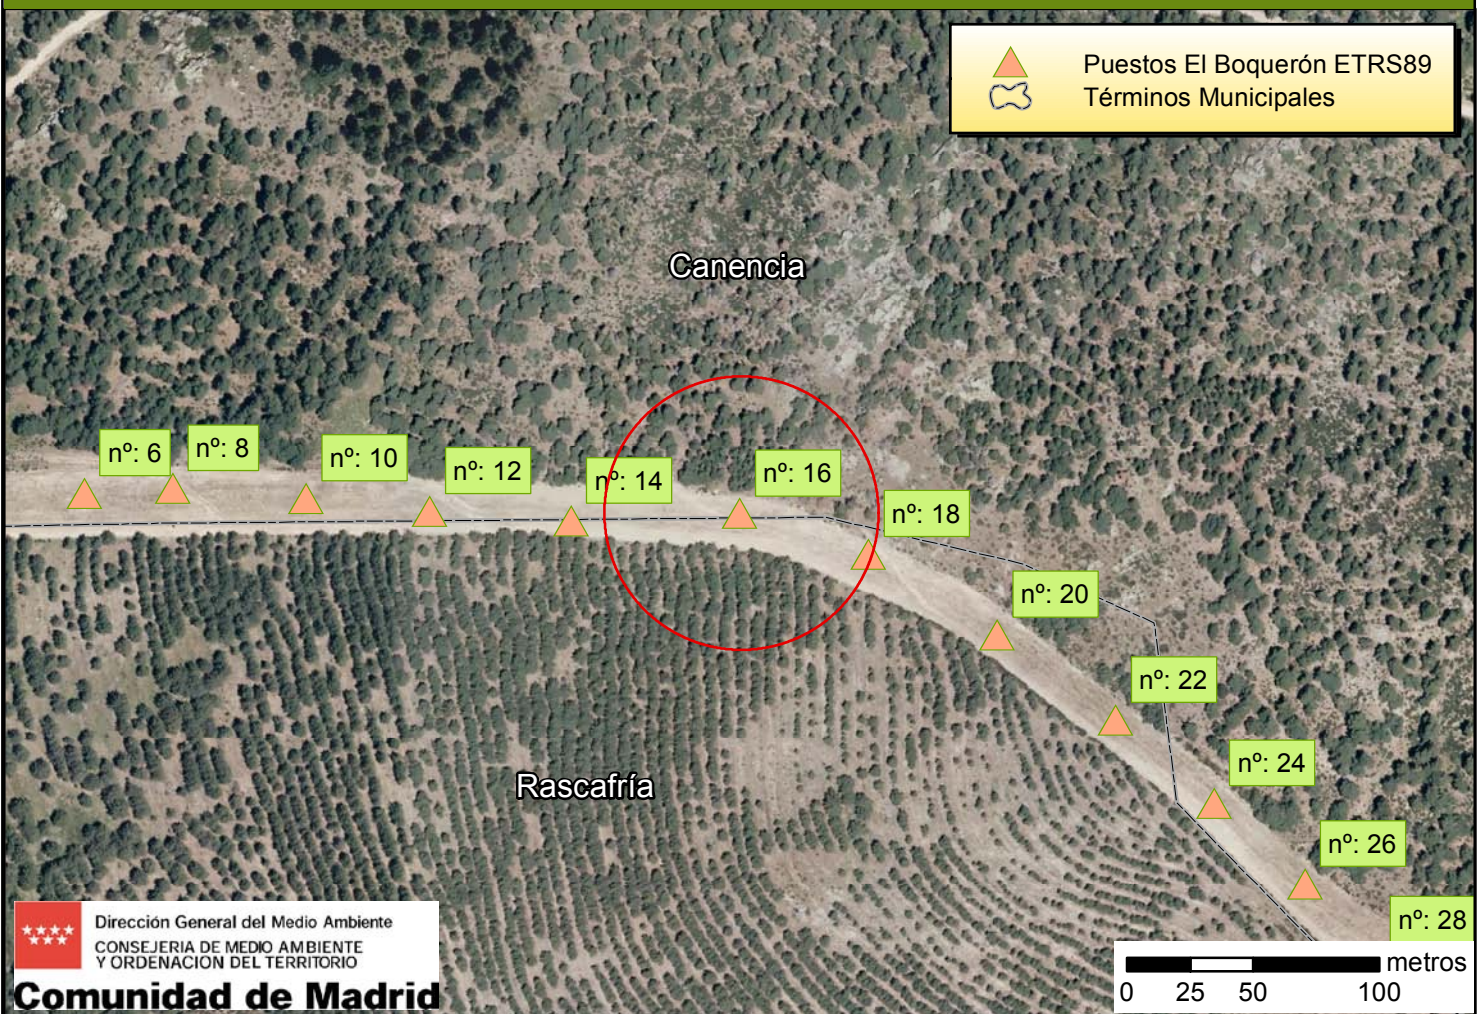 Puestos El Boquerón ETRS89
Términos Municipales
Canencia
nº: 6
nº: 8
nº: 10
nº: 12
nº: 14
nº: 16
nº: 18
nº: 20
nº: 22
nº: 24
nº: 26
nº: 28
Rascafría
Dirección General del Medio Ambiente
CONSEJERIA DE MEDIO AMBIENTE
Y ORDENACION DEL TERRITORIO
Comunidad de Madrid
metros
0 25 50 100